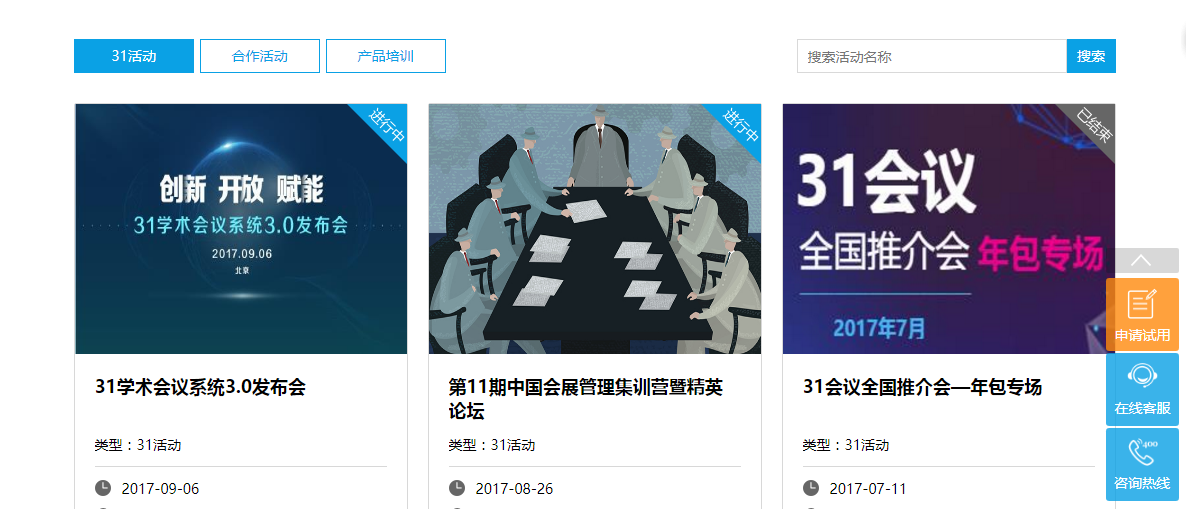 31活动
合作活动
产品培训
搜索活动名称
搜索
进行中
创新 开放 赋能
31学术会议系统3.0发布会
2017.09.06
北京
进行中
已结束
31会议
全国推介会 年包专场
2017年7月
31学术会议系统3.0发布会
类型：31活动
2017-09-06
第11期中国会展管理集训营暨精英
论坛
类型：31活动
2017-08-26
31会议全国推介会—年包专场
类型：31活动
2017-07-11
申请试用
在线客服
400
咨询热线